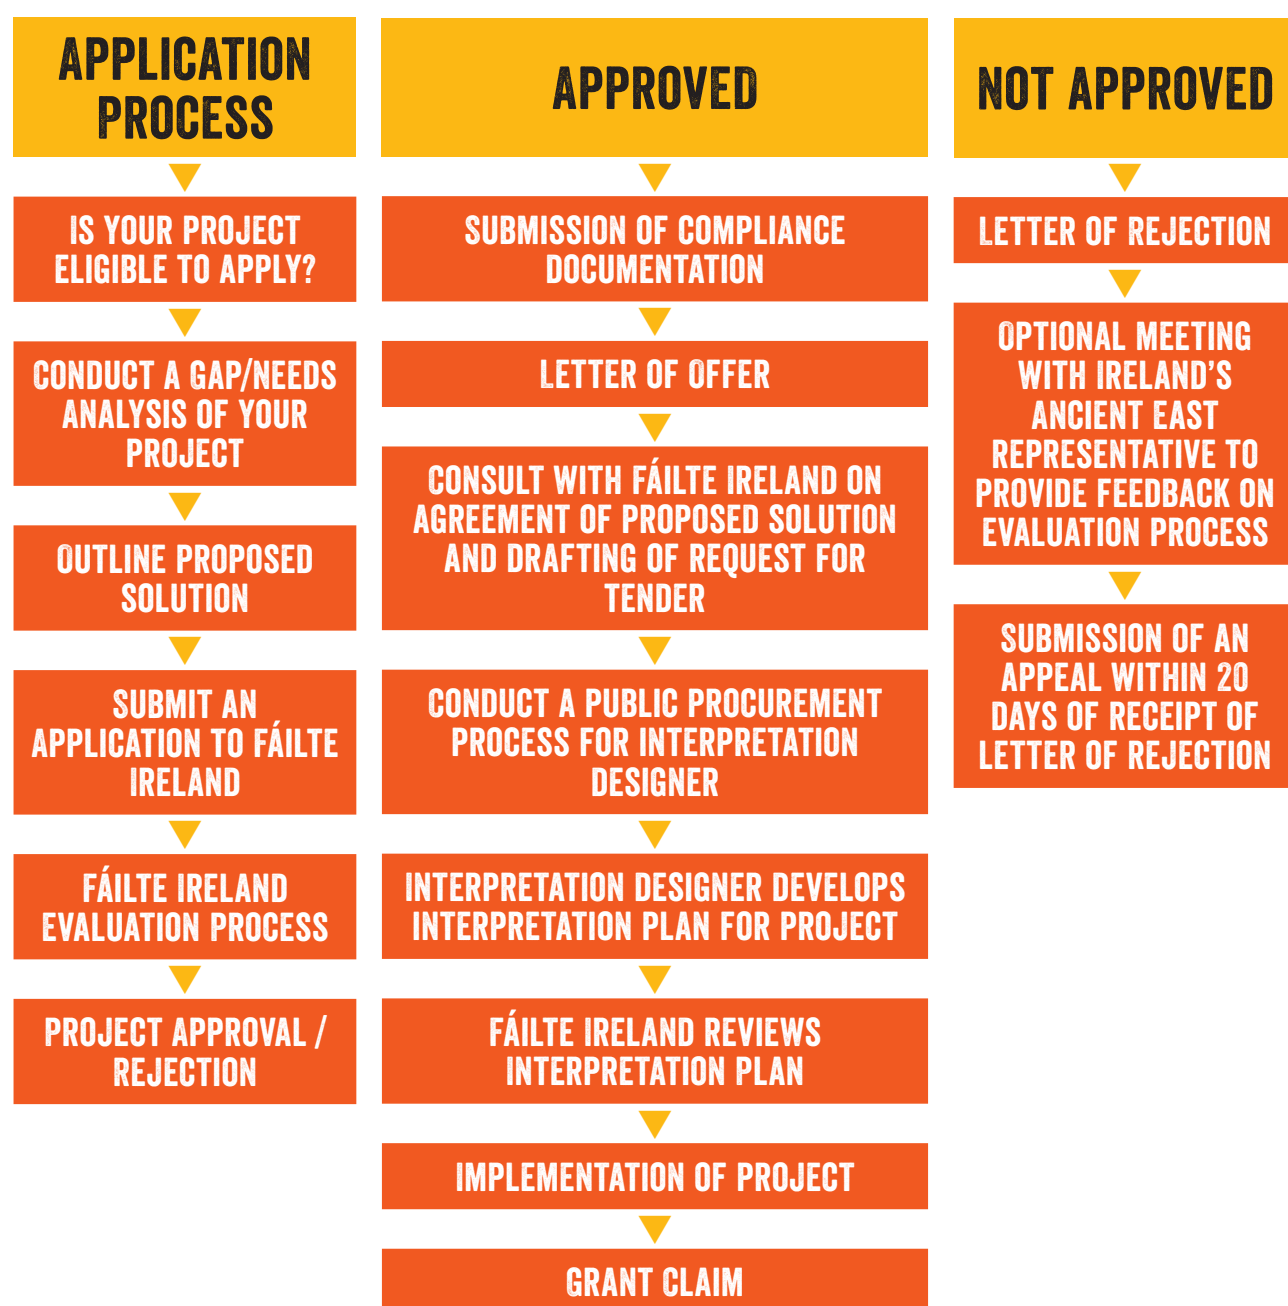 APPLICATION
PROCESS
IS YOUR PROJECT
ELIGIBLE TO APPLY?
CONDUCT A GAP/NEEDS
ANALYSIS OF YOUR
PROJECT
OUTLINE PROPOSED
SOLUTION
SUBMIT AN
APPLICATION TO FÁILTE
IRELAND
FÁILTE IRELAND
EVALUATION PROCESS
PROJECT APPROVAL /
REJECTION
APPROVED
SUBMISSION OF COMPLIANCE
DOCUMENTATION
LETTER OF OFFER
CONSULT WITH FÁILTE IRELAND ON
AGREEMENT OF PROPOSED SOLUTION
AND DRAFTING OF REQUEST FOR
TENDER
CONDUCT A PUBLIC PROCUREMENT
PROCESS FOR INTERPRETATION
DESIGNER
INTERPRETATION DESIGNER DEVELOPS
INTERPRETATION PLAN FOR PROJECT
FÁILTE IRELAND REVIEWS
INTERPRETATION PLAN
IMPLEMENTATION OF PROJECT
GRANT CLAIM
NOT APPROVED
LETTER OF REJECTION
OPTIONAL MEETING
WITH IRELAND'S
ANCIENT EAST
REPRESENTATIVE TO
PROVIDE FEEDBACK ON
EVALUATION PROCESS
SUBMISSION OF AN
APPEAL WITHIN 20
DAYS OF RECEIPT OF
LETTER OF REJECTION